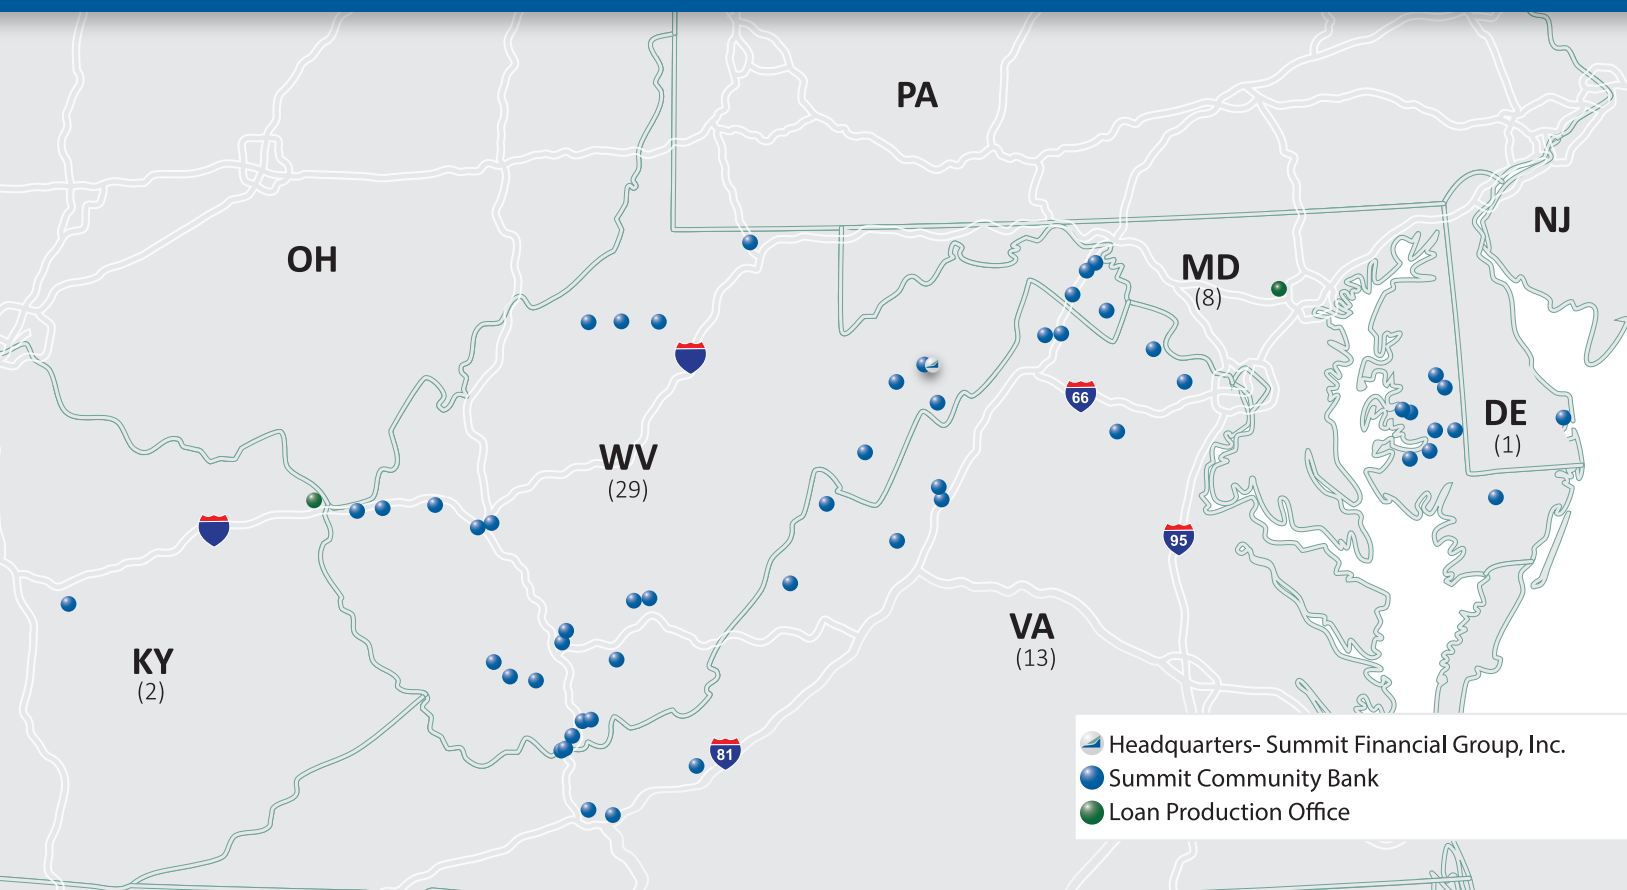 PA
NJ
OH
MD
(8)
66
DE
(1)
WV
(29)
95
VA
(13)
KY
(2)
81
Headquarters- Summit Financial Group, Inc.
Summit Community Bank
Loan Production Office